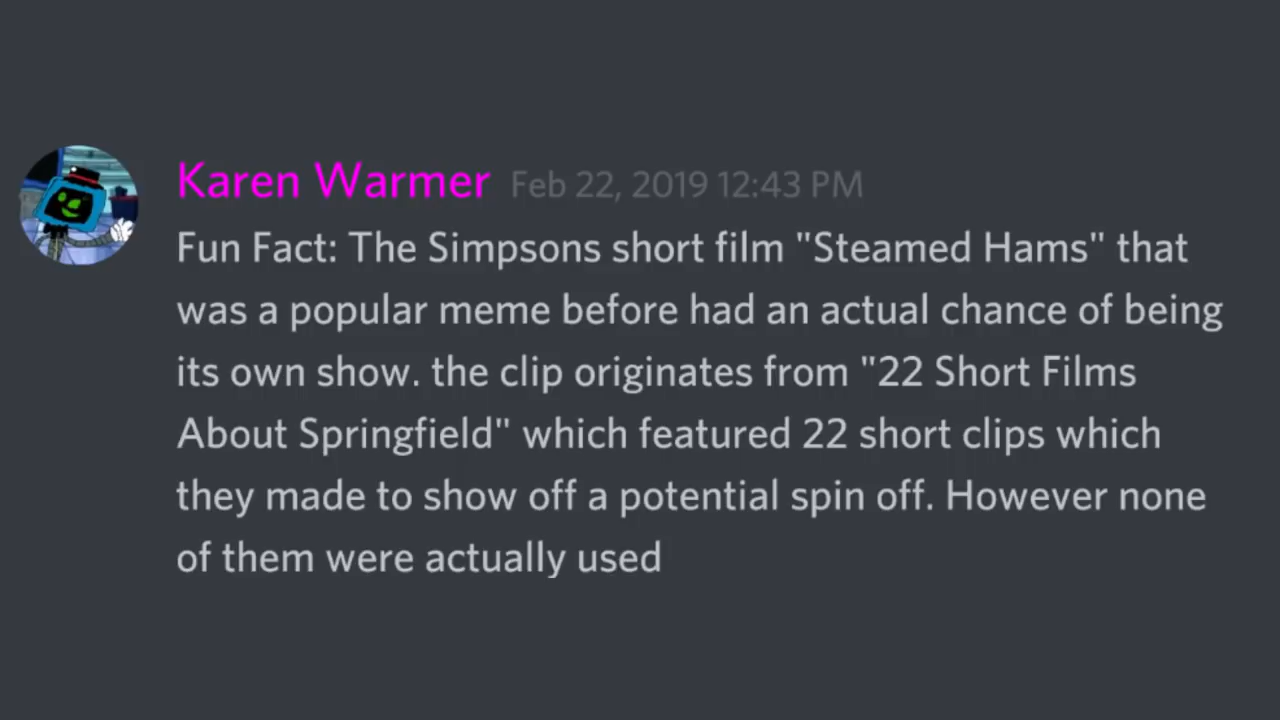 Karen Warmer Feb 22, 2019 12:43 PM
Fun Fact: The Simpsons short film "Steamed Hams" that
was a popular meme before had an actual chance of being
its own show. the clip originates from "22 Short Films
About Springfield" which featured 22 short clips which
they made to show off a potential spin off. However none
of them were actually used